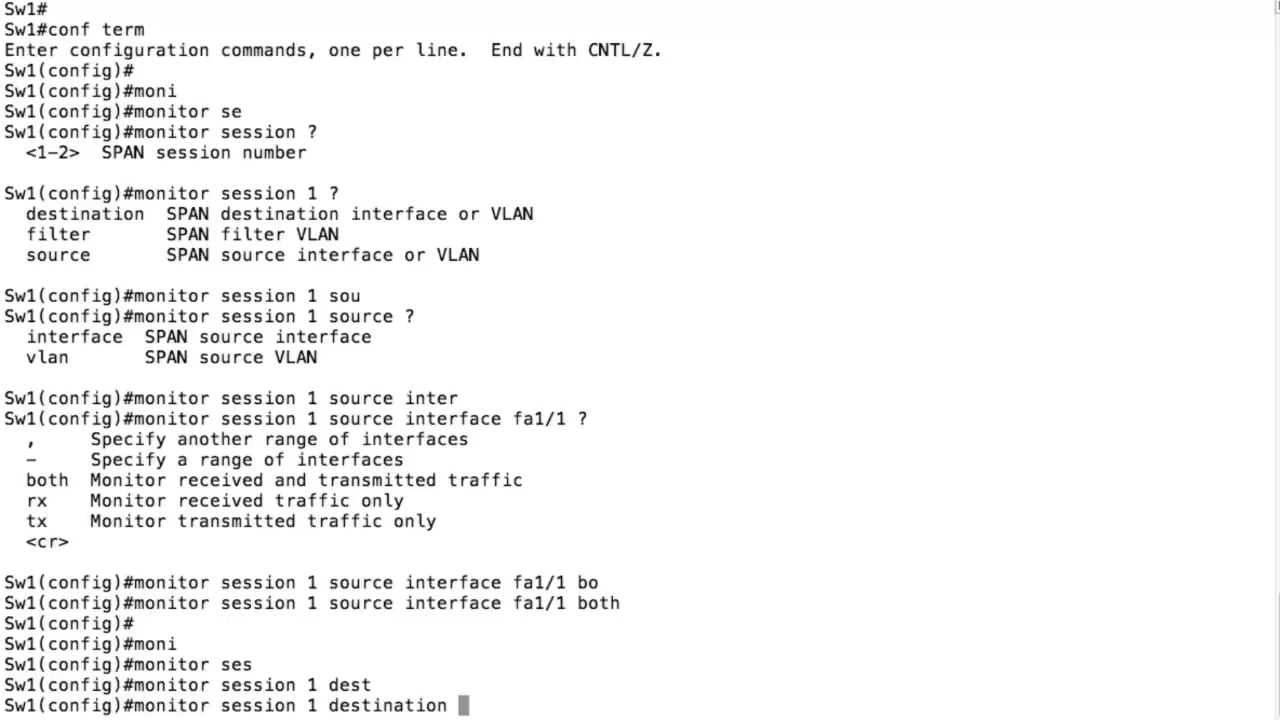 Sw1#
Sw1#conf term
Enter configuration commands, one per line.  End with CNTL/Z.
Sw1(config)#
Sw1(config)#moni
Sw1(config)#monitor se
Sw1(config)#monitor session ?
  <1-2>  SPAN session number

Sw1(config)#monitor session 1 ?
  destination  SPAN destination interface or VLAN
  filter       SPAN filter VLAN
  source       SPAN source interface or VLAN

Sw1(config)#monitor session 1 sou
Sw1(config)#monitor session 1 source ?
  interface  SPAN source interface
  vlan       SPAN source VLAN

Sw1(config)#monitor session 1 source inter
Sw1(config)#monitor session 1 source interface fa1/1 ?
  ,     Specify another range of interfaces
  -     Specify a range of interfaces
  both  Monitor received and transmitted traffic
  rx    Monitor received traffic only
  tx    Monitor transmitted traffic only
  <cr>

Sw1(config)#monitor session 1 source interface fa1/1 bo
Sw1(config)#monitor session 1 source interface fa1/1 both
Sw1(config)#
Sw1(config)#moni
Sw1(config)#monitor ses
Sw1(config)#monitor session 1 dest
Sw1(config)#monitor session 1 destination